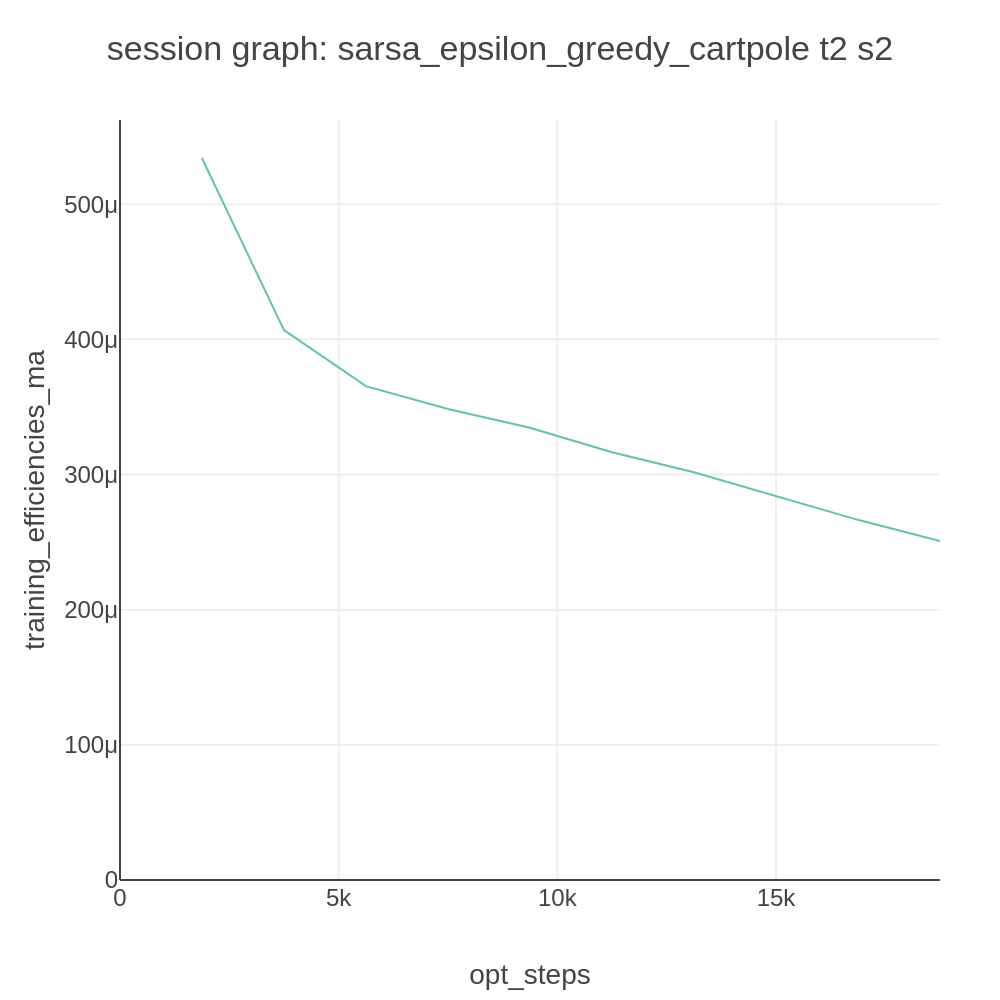 session graph: sarsa_epsilon_greedy_cartpole t2 s2
training_efficiencies_ma
500μ
400μ
300μ
200μ
100μ
0
0
5k
10k
15k
opt_steps